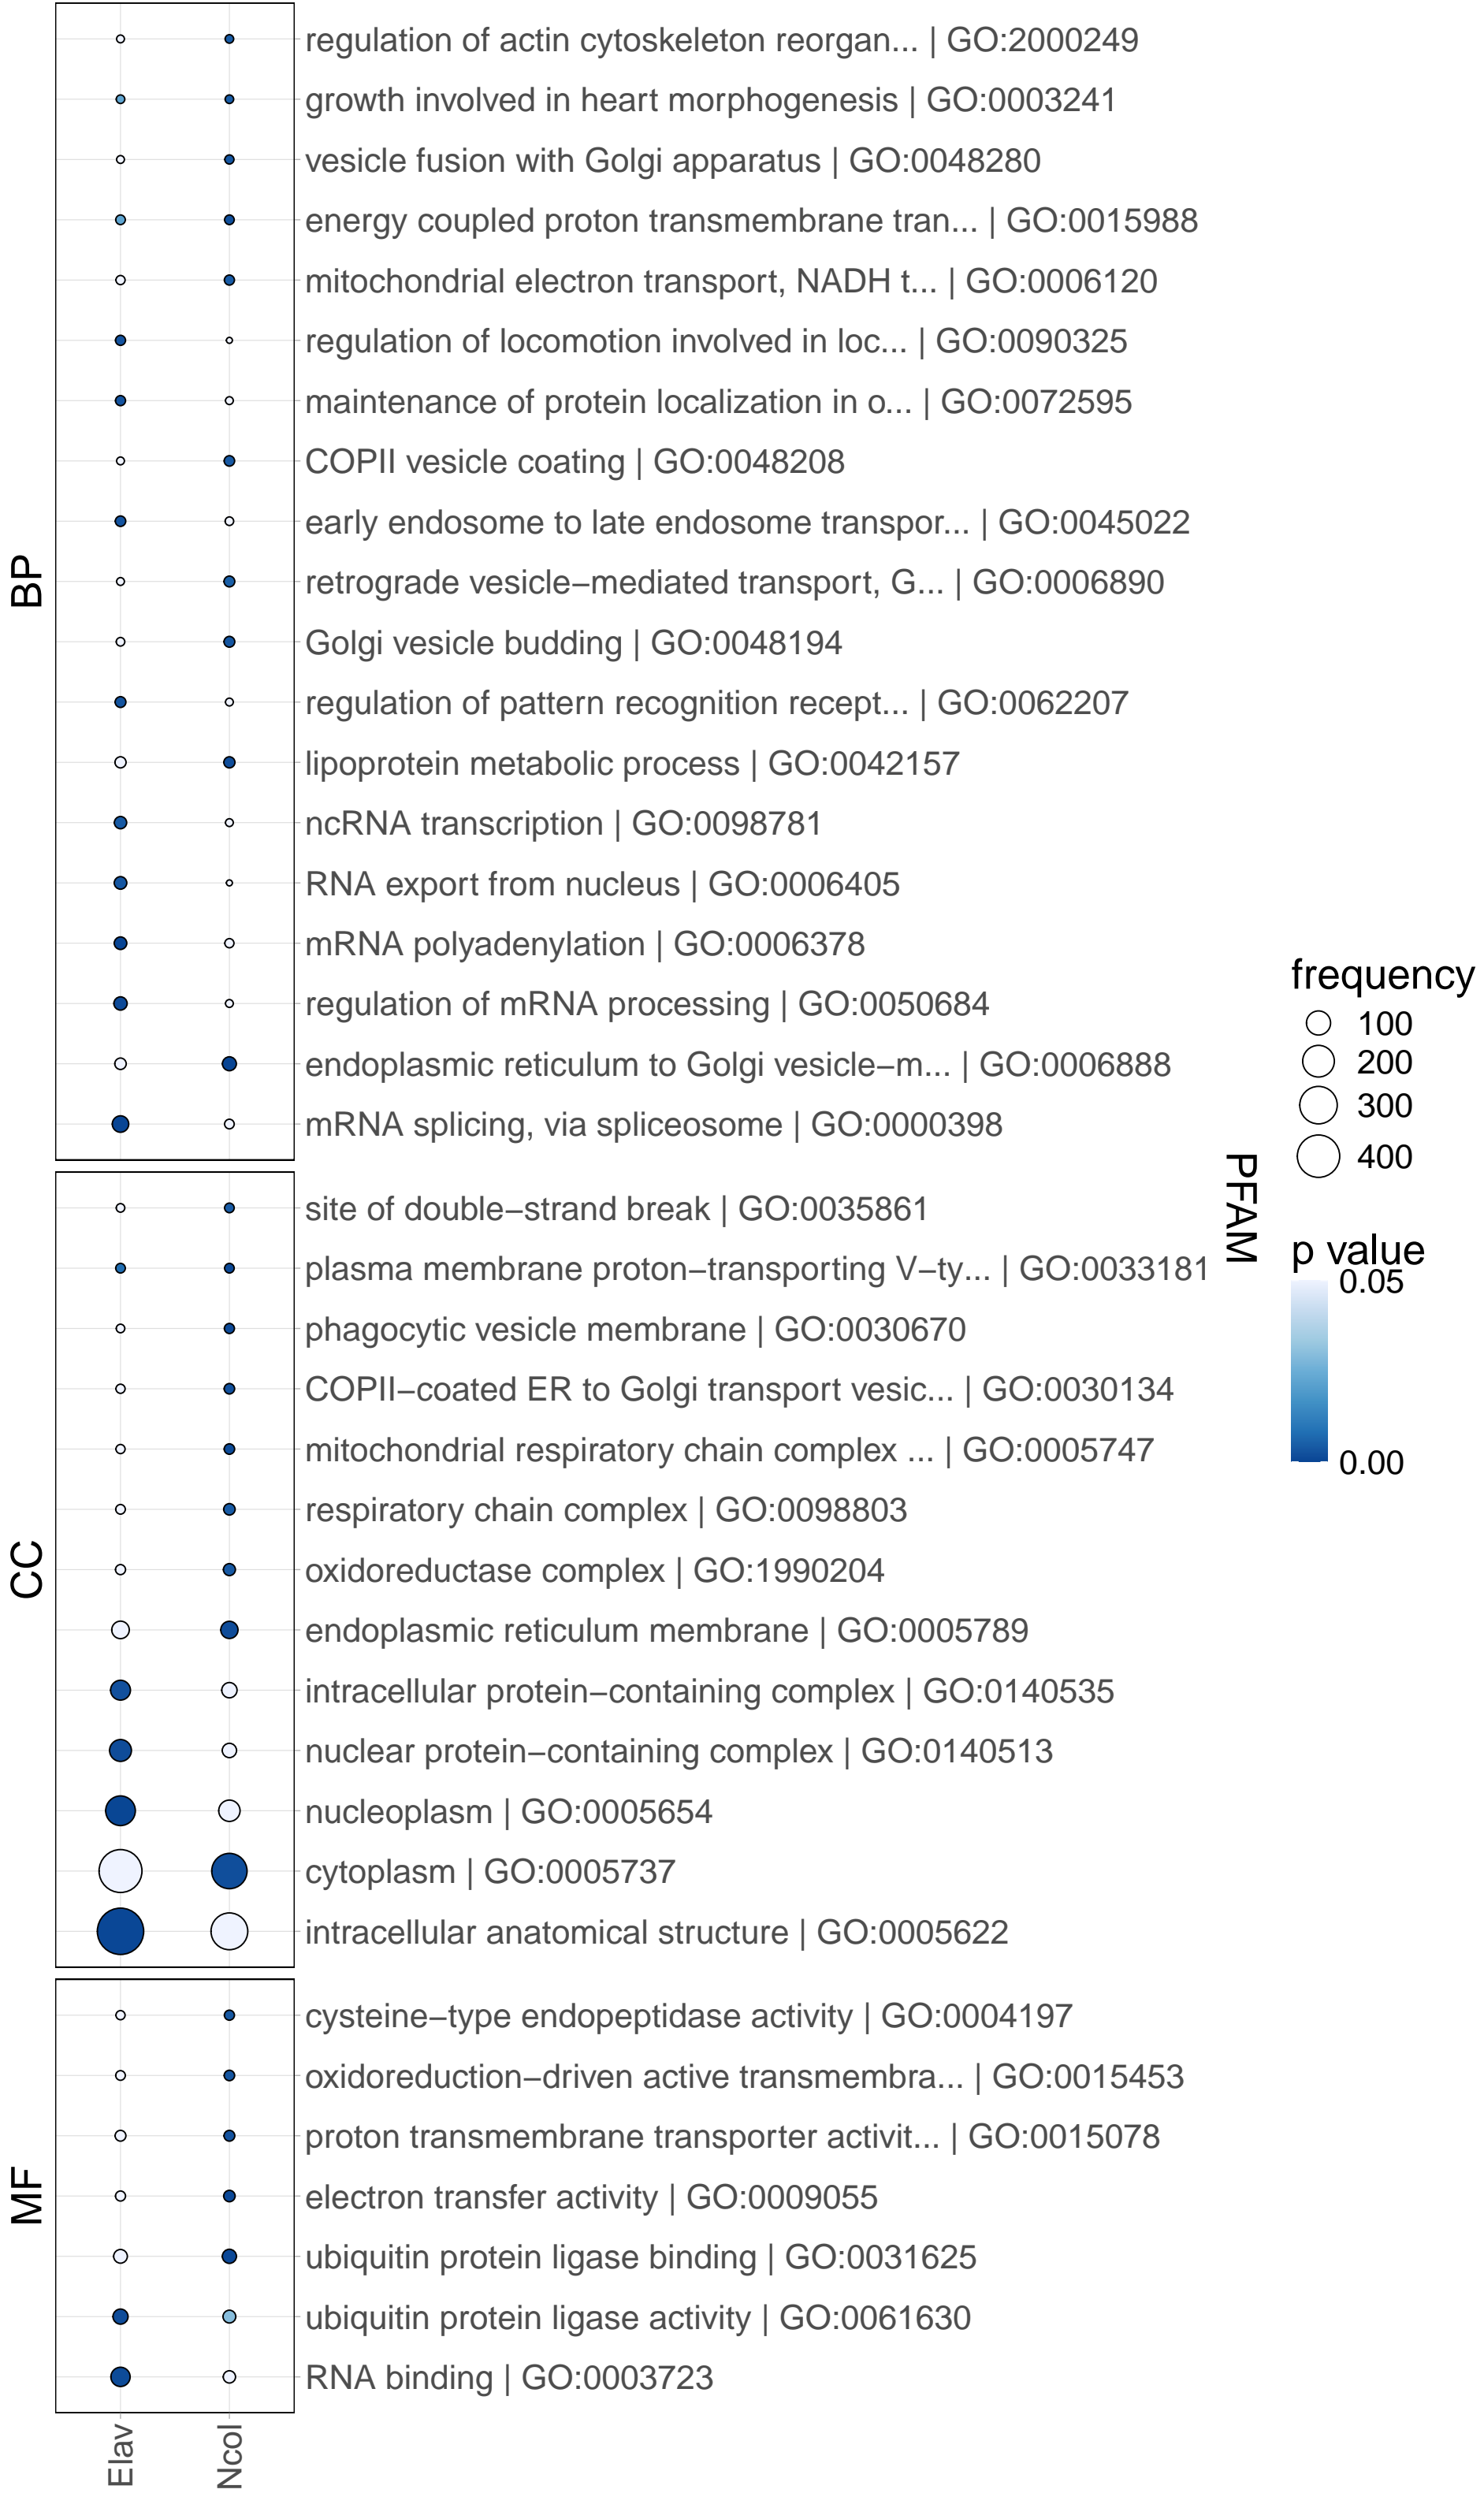 BP
regulation of actin cytoskeleton reorgan... | GO:2000249
growth involved in heart morphogenesis | GO:0003241
vesicle fusion with Golgi apparatus | GO:0048280
energy coupled proton transmembrane tran... | GO:0015988
mitochondrial electron transport, NADH t... | GO:0006120
regulation of locomotion involved in loc... | GO:0090325
maintenance of protein localization in o... | GO:0072595
COPII vesicle coating | GO:0048208
early endosome to late endosome transpor... | GO:0045022
retrograde vesicle−mediated transport, G... | GO:0006890
Golgi vesicle budding | GO:0048194
regulation of pattern recognition recept... | GO:0062207
lipoprotein metabolic process | GO:0042157
ncRNA transcription | GO:0098781
RNA export from nucleus | GO:0006405
mRNA polyadenylation | GO:0006378
regulation of mRNA processing | GO:0050684
endoplasmic reticulum to Golgi vesicle−m... | GO:0006888
mRNA splicing, via spliceosome | GO:0000398
CC
site of double−strand break | GO:0035861
plasma membrane proton−transporting V−ty... | GO:0033181
phagocytic vesicle membrane | GO:0030670
COPII−coated ER to Golgi transport vesic... | GO:0030134
mitochondrial respiratory chain complex ... | GO:0005747
respiratory chain complex | GO:0098803
oxidoreductase complex | GO:1990204
endoplasmic reticulum membrane | GO:0005789
intracellular protein−containing complex | GO:0140535
nuclear protein−containing complex | GO:0140513
nucleoplasm | GO:0005654
cytoplasm | GO:0005737
intracellular anatomical structure | GO:0005622
MF
cysteine−type endopeptidase activity | GO:0004197
oxidoreduction−driven active transmembra... | GO:0015453
proton transmembrane transporter activit... | GO:0015078
electron transfer activity | GO:0009055
ubiquitin protein ligase binding | GO:0031625
ubiquitin protein ligase activity | GO:0061630
RNA binding | GO:0003723
Elav
Ncol
PFAM
frequency
100
200
300
400
p value
0.05
0.00